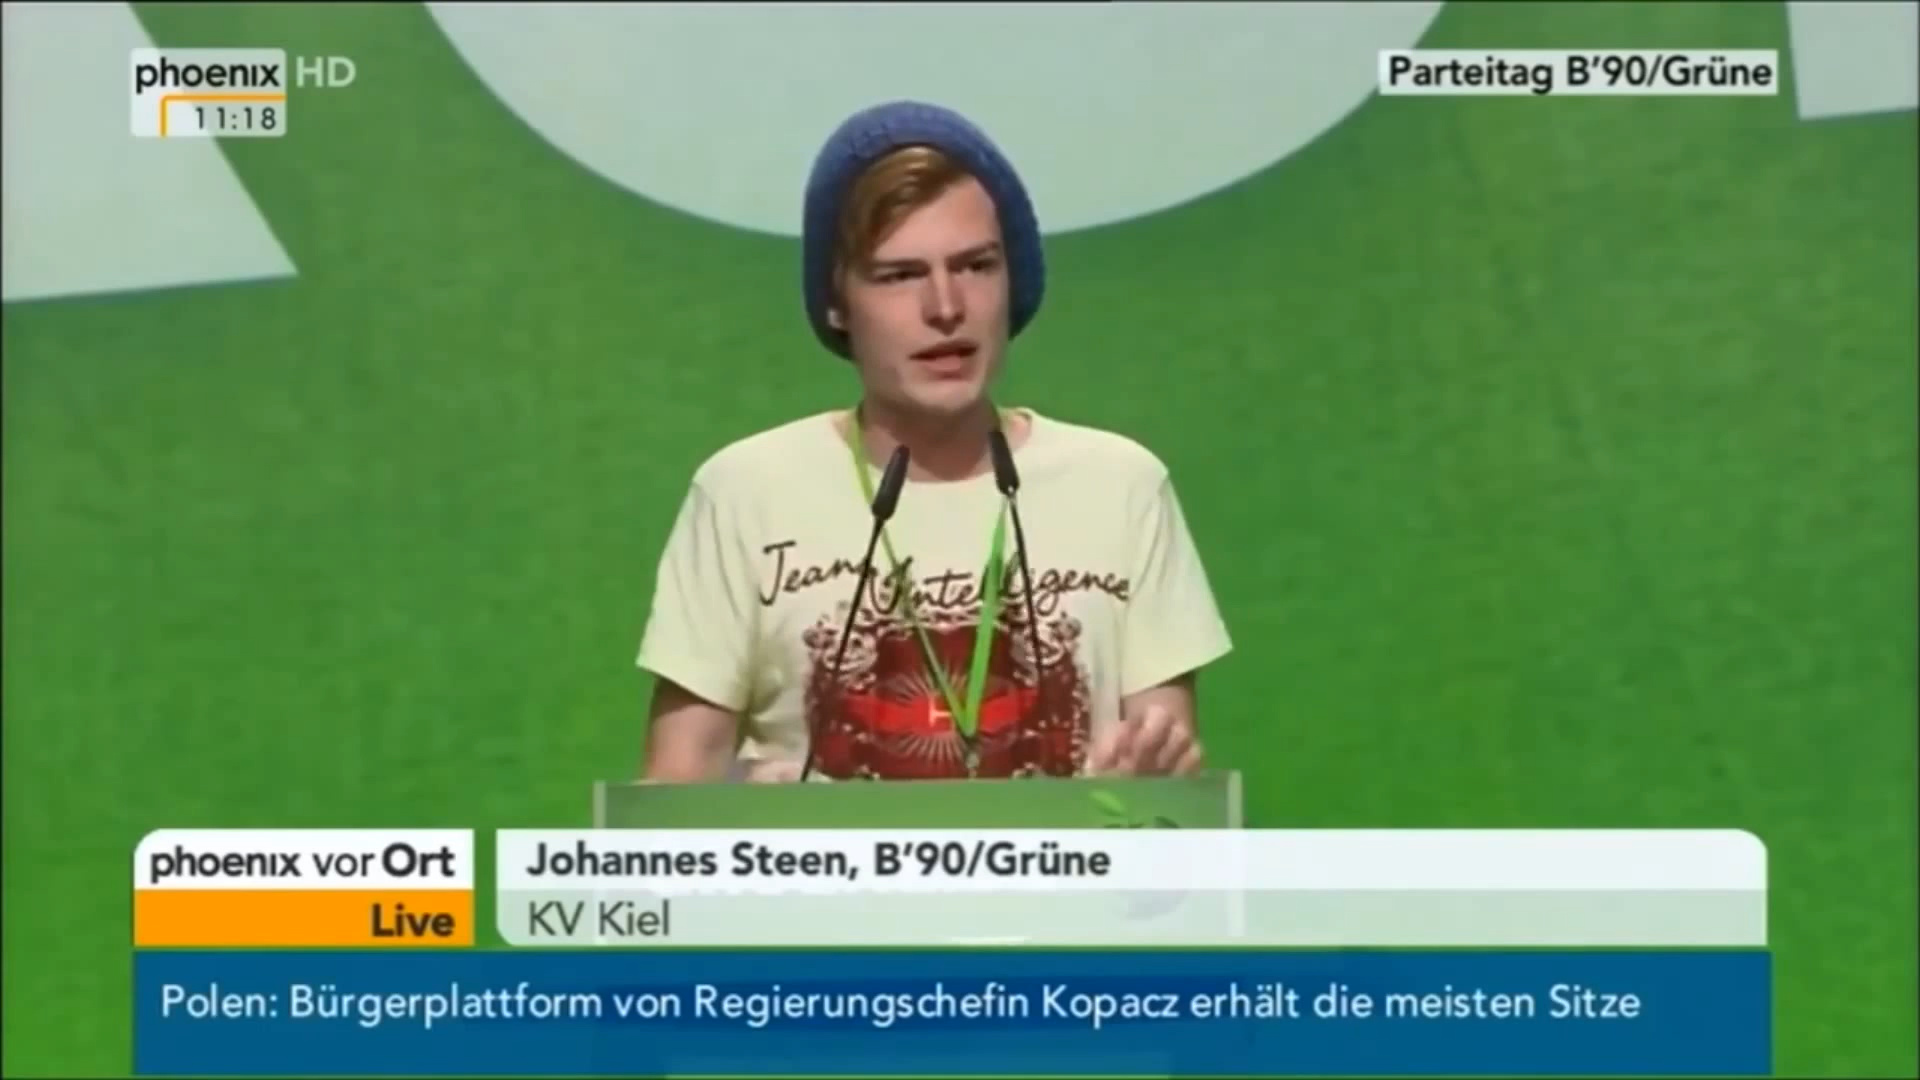 phoenix HD
11:18
Parteitag B'90/Grüne
Jeans Intelligence
H
phoenix vor Ort
Live
Johannes Steen, B'90/Grüne
KV Kiel
Polen: Bürgerplattform von Regierungschefin Kopacz erhält die meisten Sitze